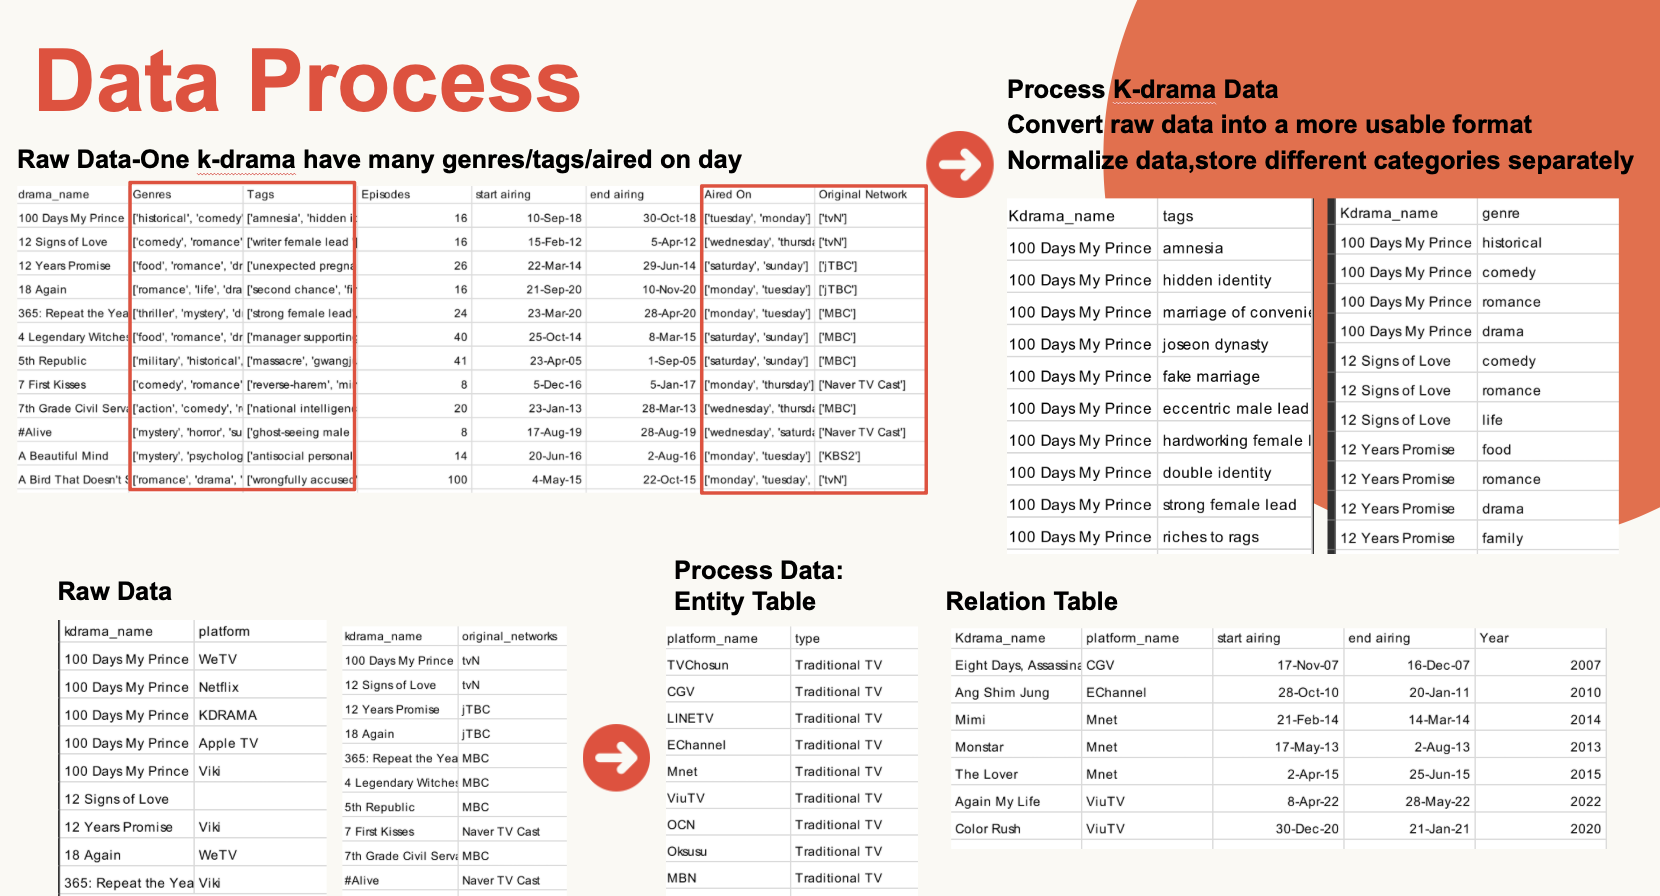 Data Process
Raw Data-One k-drama have many genres/tags/aired on day
drama_name Genres Tags Episodes start airing end airing Aired On Original Network
100 Days My Prince ['historical', 'comedy' ['amnesia', 'hidden 16 10-Sep-18 30-Oct-18 ['tuesday', 'monday'] ['tvN']
12 Signs of Love ['comedy', 'romance' ['writer female lead ' 16 15-Feb-12 5-Apr-12 ['wednesday', 'thursda ['tvN']
12 Years Promise ['food', 'romance', 'dr ['unexpected pregna 26 22-Mar-14 29-Jun-14 ['saturday', 'sunday'] ['jTBC']
18 Again ['romance', 'life', 'dra ['second chance', 'fi 16 21-Sep-20 10-Nov-20 ['monday', 'tuesday'] ['jTBC']
365: Repeat the Yea ['thriller', 'mystery', 'd ['strong female lead' 24 23-Mar-20 28-Apr-20 ['monday', 'tuesday'] ['MBC']
4 Legendary Witches ['food', 'romance', 'dr ['manager supporting 40 25-Oct-14 8-Mar-15 ['saturday', 'sunday'] ['MBC']
5th Republic ['military', 'historical', ['massacre', 'gwangj 41 23-Apr-05 1-Sep-05 ['saturday', 'sunday'] ['MBC']
7 First Kisses ['comedy', 'romance' ['reverse-harem', 'mi 8 5-Dec-16 5-Jan-17 ['monday', 'thursday'] ['Naver TV Cast']
7th Grade Civil Serva ['action', 'comedy', 'r ['national intelligenc 20 23-Jan-13 28-Mar-13 ['wednesday', 'thursda ['MBC']
#Alive ['mystery', 'horror', 'su ['ghost-seeing male 8 17-Aug-19 28-Aug-19 ['wednesday', 'saturda ['Naver TV Cast']
A Beautiful Mind ['mystery', 'psycholog ['antisocial personal 14 20-Jun-16 2-Aug-16 ['monday', 'tuesday'] ['KBS2']
A Bird That Doesn't S ['romance', 'drama', ' ['wrongfully accused' 100 4-May-15 22-Oct-15 ['monday', 'tuesday', ['tvN']
Process K-drama Data
Convert raw data into a more usable format
Normalize data,store different categories separately
Kdrama_name tags
100 Days My Prince amnesia
100 Days My Prince hidden identity
100 Days My Prince marriage of convenie
100 Days My Prince joseon dynasty
100 Days My Prince fake marriage
100 Days My Prince eccentric male lead
100 Days My Prince hardworking female l
100 Days My Prince double identity
100 Days My Prince strong female lead
100 Days My Prince riches to rags
Kdrama_name genre
100 Days My Prince historical
100 Days My Prince comedy
100 Days My Prince romance
100 Days My Prince drama
12 Signs of Love comedy
12 Signs of Love romance
12 Signs of Love life
12 Years Promise food
12 Years Promise romance
12 Years Promise drama
12 Years Promise family
Raw Data
kdrama_name platform
100 Days My Prince WeTV
100 Days My Prince Netflix
100 Days My Prince KDRAMA
100 Days My Prince Apple TV
100 Days My Prince Viki
12 Signs of Love
12 Years Promise Viki
18 Again WeTV
365: Repeat the Yea Viki
kdrama_name original_networks
100 Days My Prince tvN
12 Signs of Love tvN
12 Years Promise jTBC
18 Again jTBC
365: Repeat the Yea MBC
4 Legendary Witches MBC
5th Republic MBC
7 First Kisses Naver TV Cast
7th Grade Civil Serva MBC
#Alive Naver TV Cast
Process Data:
Entity Table
platform_name type
TVChosun Traditional TV
CGV Traditional TV
LINETV Traditional TV
EChannel Traditional TV
Mnet Traditional TV
ViuTV Traditional TV
OCN Traditional TV
Oksusu Traditional TV
MBN Traditional TV
Relation Table
Kdrama_name platform_name start airing end airing Year
Eight Days, Assassina CGV 17-Nov-07 16-Dec-07 2007
Ang Shim Jung EChannel 28-Oct-10 20-Jan-11 2010
Mimi Mnet 21-Feb-14 14-Mar-14 2014
Monstar Mnet 17-May-13 2-Aug-13 2013
The Lover Mnet 2-Apr-15 25-Jun-15 2015
Again My Life ViuTV 8-Apr-22 28-May-22 2022
Color Rush ViuTV 30-Dec-20 21-Jan-21 2020